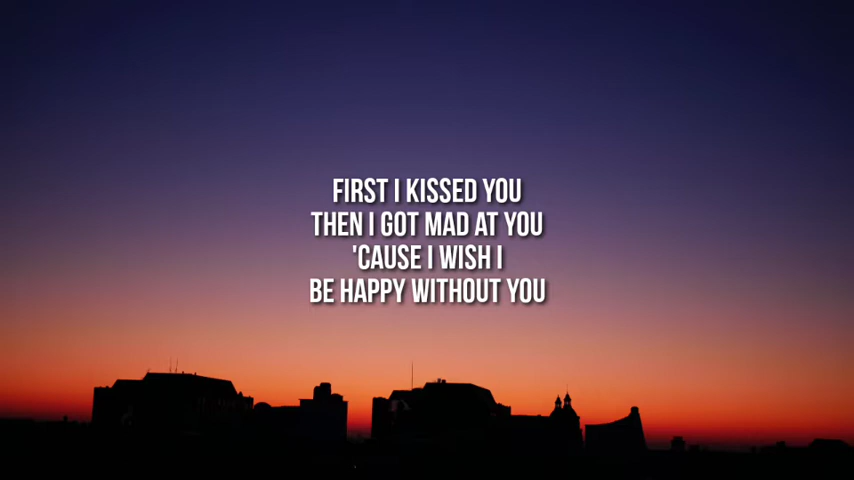 FIRST I KISSED YOU
THEN I GOT MAD AT YOU
'CAUSE I WISH I
BE HAPPY WITHOUT YOU